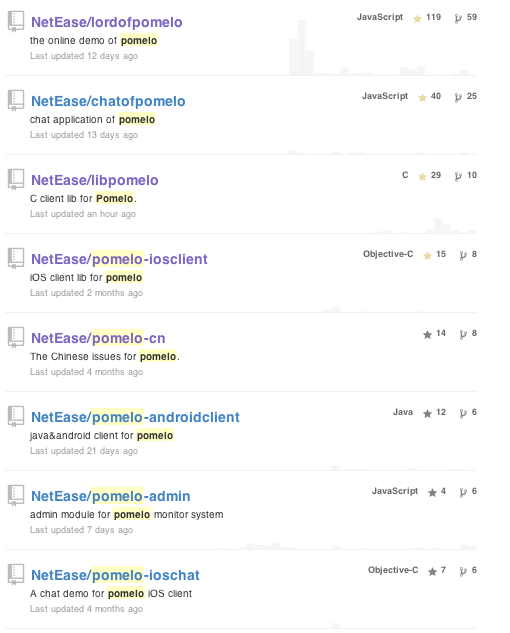 NetEase/lordofpomelo JavaScript 119 59
the online demo of pomelo
Last updated 12 days ago
NetEase/chatofpomelo JavaScript 40 25
chat application of pomelo
Last updated 13 days ago
NetEase/libpomelo C 29 10
C client lib for Pomelo.
Last updated an hour ago
NetEase/pomelo-iosclient Objective-C 15 8
iOS client lib for pomelo
Last updated 2 months ago
NetEase/pomelo-cn 14 8
The Chinese issues for pomelo.
Last updated 4 months ago
NetEase/pomelo-androidclient Java 12 6
java&android client for pomelo
Last updated 21 days ago
NetEase/pomelo-admin JavaScript 4 6
admin module for pomelo monitor system
Last updated 7 days ago
NetEase/pomelo-ioschat Objective-C 7 6
A chat demo for pomelo iOS client
Last updated 4 months ago